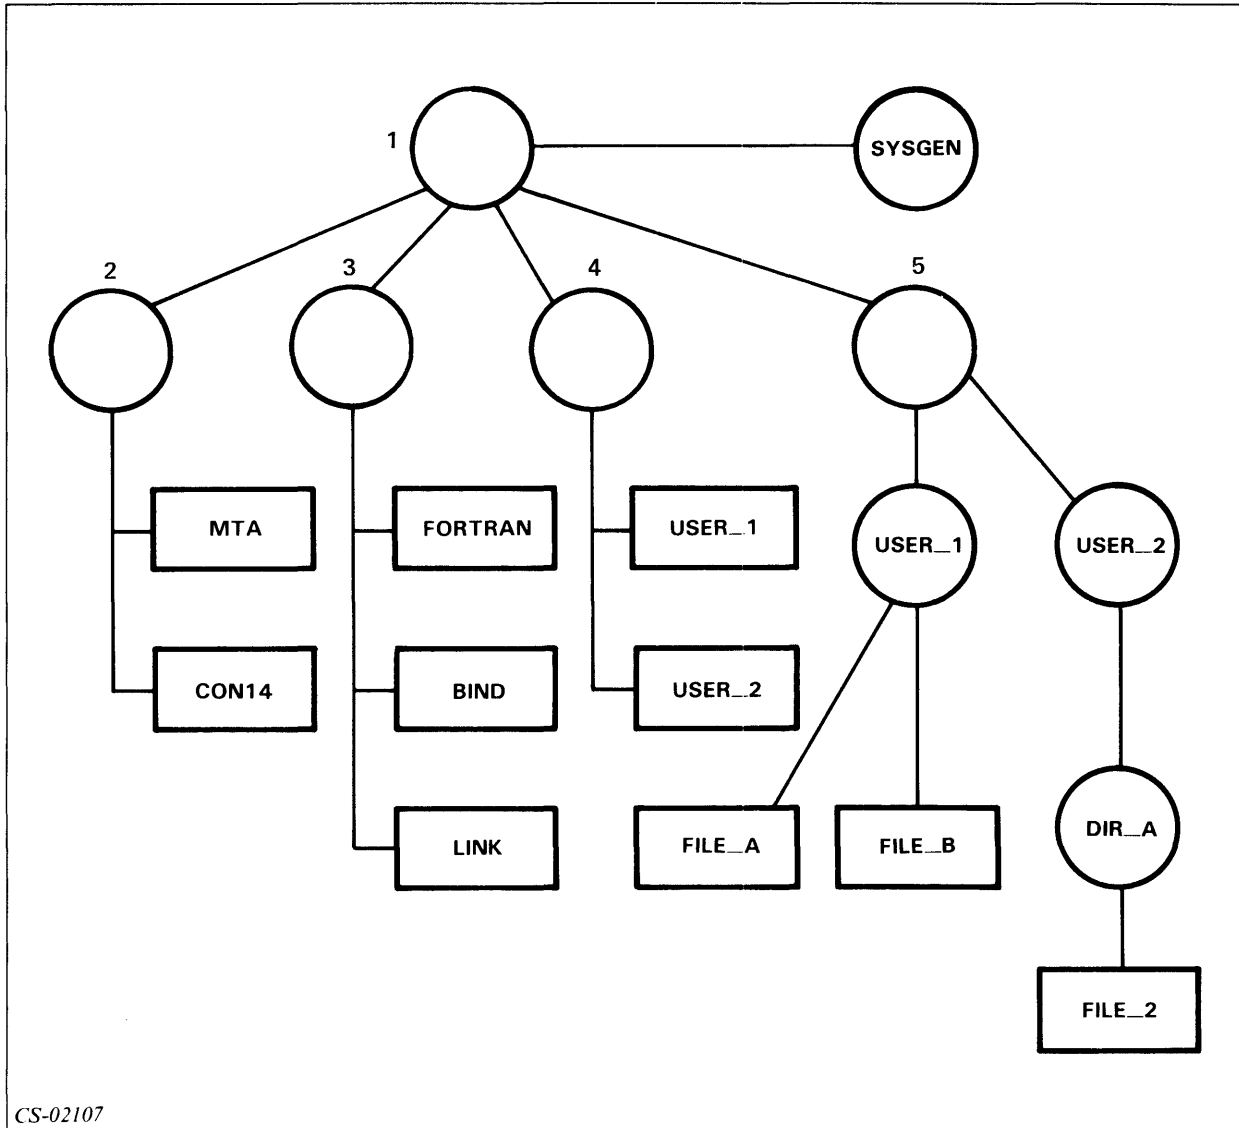 1
SYSGEN
2
3
4
5
MTA
FORTRAN
USER_1
USER_1
USER_2
CON14
BIND
USER_2
LINK
FILE_A
FILE_B
DIR_A
FILE_2
CS-02107